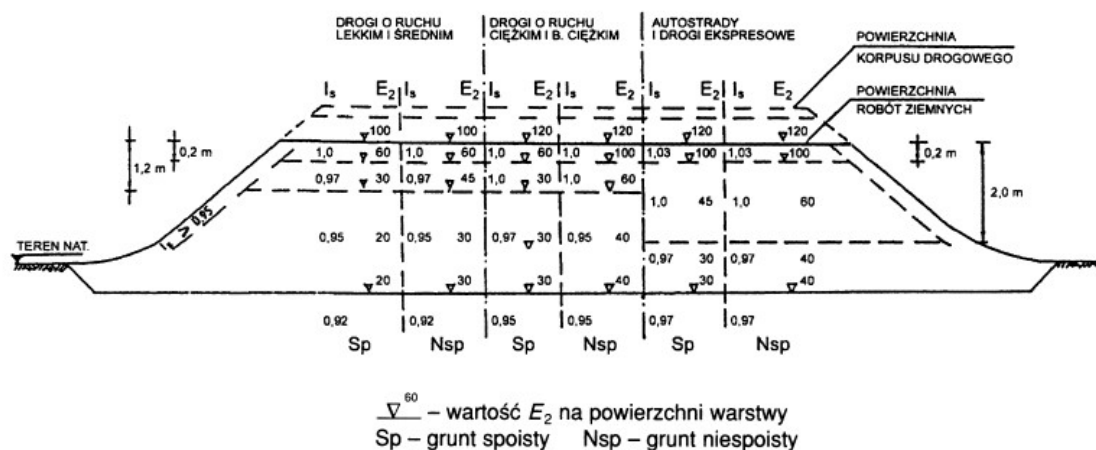 DROGI O RUCHU
LEKKIM I ŚREDNIM
DROGI O RUCHU
CIĘŻKIM I B. CIĘŻKIM
AUTOSTRADY
I DROGI EKSPRESOWE
POWIERZCHNIA
KORPUSU DROGOWEGO
POWIERZCHNIA
ROBÓT ZIEMNYCH
Is E2 Is E2 Is E2 Is E2 Is E2 Is E2
100 100 120 120 120 120
1,2 m 0,2 m 0,2 m 2,0 m
1,0 60 1,0 60 1,0 60 1,0 100 1,03 100 1,03 100
0,97 30 0,97 45 1,0 30 1,0 60
1,0 45 1,0 60
Is ≥ 0,95
TEREN NAT.
0,95 20 0,95 30 0,97 30 0,95 40
0,97 30 0,97 40
20 30 30 40 30 40
0,92 0,92 0,95 0,95 0,97 0,97
Sp Nsp Sp Nsp Sp Nsp
60 – wartość E2 na powierzchni warstwy
Sp – grunt spoisty Nsp – grunt niespoisty